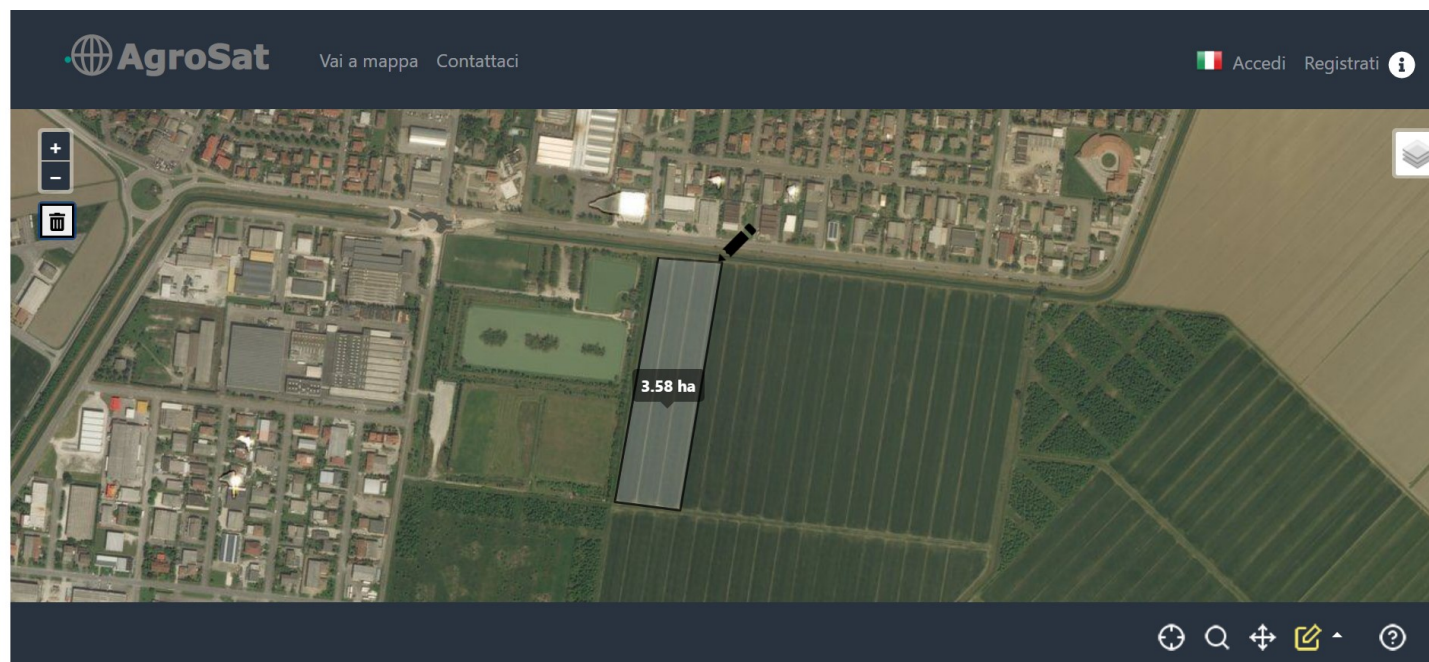 AgroSat
Vai a mappa Contattaci
Accedi Registrati i
+
−
3.58 ha
?